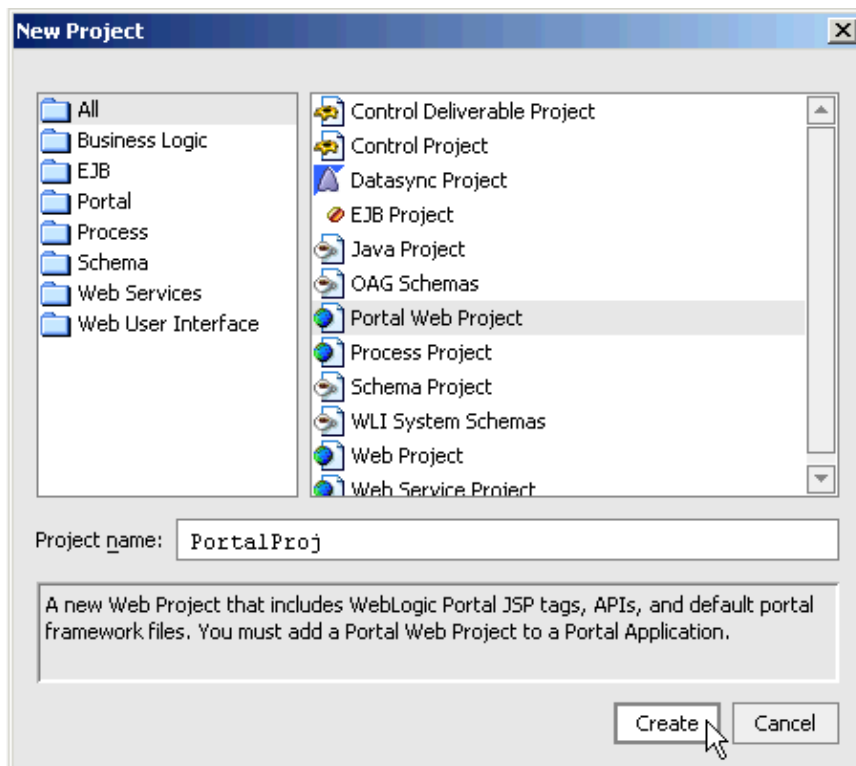 New Project
All
Business Logic
EJB
Portal
Process
Schema
Web Services
Web User Interface
Control Deliverable Project
Control Project
Datasync Project
EJB Project
Java Project
OAG Schemas
Portal Web Project
Process Project
Schema Project
WLI System Schemas
Web Project
Web Service Project
Project name: PortalProj
A new Web Project that includes WebLogic Portal JSP tags, APIs, and default portal
framework files. You must add a Portal Web Project to a Portal Application.
Create Cancel